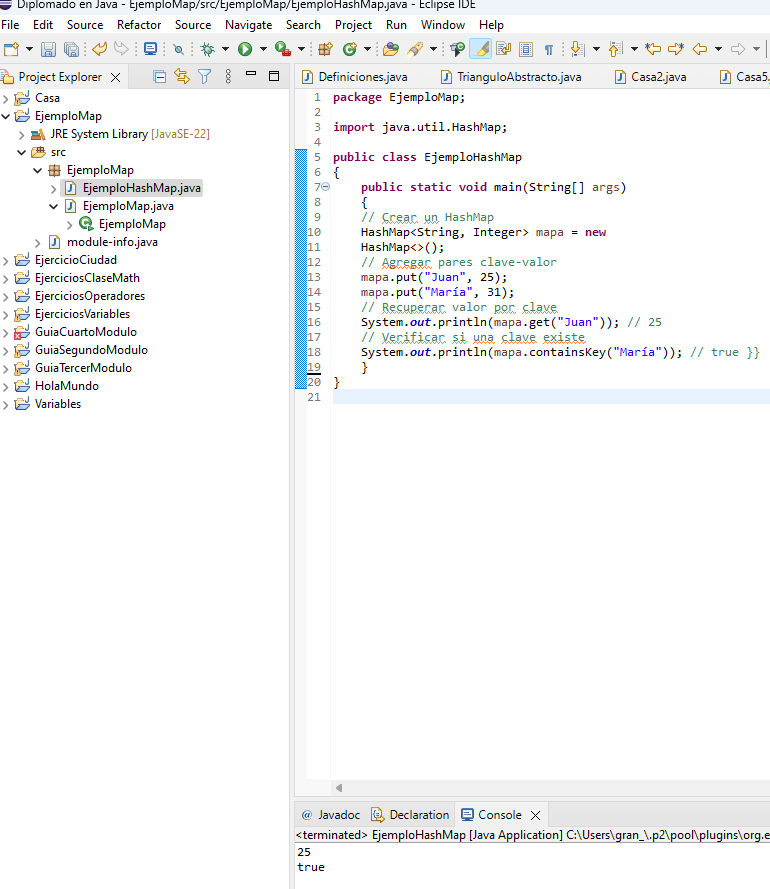 Diplomado en Java - EjemploMap/src/EjemploMap/EjemploHashMap.java - Eclipse IDE
File Edit Source Refactor Source Navigate Search Project Run Window Help
Project Explorer
Casa
EjemploMap
JRE System Library [JavaSE-22]
src
EjemploMap
EjemploHashMap.java
EjemploMap.java
EjemploMap
module-info.java
EjercicioCiudad
EjerciciosClaseMath
EjerciciosOperadores
EjerciciosVariables
GuiaCuartoModulo
GuiaSegundoModulo
GuiaTercerModulo
HolaMundo
Variables
Definiciones.java TrianguloAbstracto.java Casa2.java Casa5.
1 package EjemploMap;
2
3 import java.util.HashMap;
4
5 public class EjemploHashMap
6 {
7 public static void main(String[] args)
8 {
9 // Crear un HashMap
10 HashMap<String, Integer> mapa = new
11 HashMap<>();
12 // Agregar pares clave-valor
13 mapa.put("Juan", 25);
14 mapa.put("María", 31);
15 // Recuperar valor por clave
16 System.out.println(mapa.get("Juan")); // 25
17 // Verificar si una clave existe
18 System.out.println(mapa.containsKey("María")); // true }}
19 }
20 }
21
@ Javadoc Declaration Console
<terminated> EjemploHashMap [Java Application] C:\Users\gran_\.p2\pool\plugins\org.e
25
true